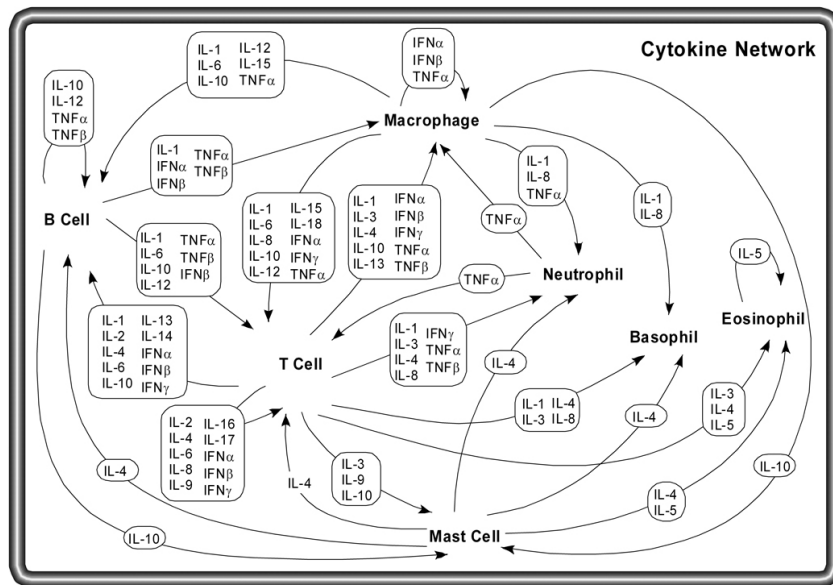 Cytokine Network
IFNα
IFNβ
TNFα
Macrophage
IL-1 IL-12
IL-6 IL-15
IL-10 TNFα
IL-10
IL-12
TNFα
TNFβ
B Cell
IL-1 TNFα
IFNα TNFβ
IFNβ
IL-1 TNFα
IL-6 TNFβ
IL-10 IFNβ
IL-12
IL-1 IL-15
IL-6 IL-18
IL-8 IFNα
IL-10 IFNγ
IL-12 TNFα
IL-1 IFNα
IL-3 IFNβ
IL-4 IFNγ
IL-10 TNFα
IL-13 TNFβ
IL-1
IL-8
TNFα
TNFα
TNFα
Neutrophil
IL-1
IL-8
IL-5
Eosinophil
Basophil
IL-1 IL-13
IL-2 IL-14
IL-4 IFNα
IL-6 IFNβ
IL-10 IFNγ
T Cell
IL-1 IFNγ
IL-3 TNFα
IL-4 TNFβ
IL-8
IL-4
IL-1 IL-4
IL-3 IL-8
IL-4
IL-3
IL-4
IL-5
IL-2 IL-16
IL-4 IL-17
IL-6 IFNα
IL-8 IFNβ
IL-9 IFNγ
IL-4
IL-4
IL-3
IL-9
IL-10
IL-10
IL-4
IL-5
IL-10
Mast Cell